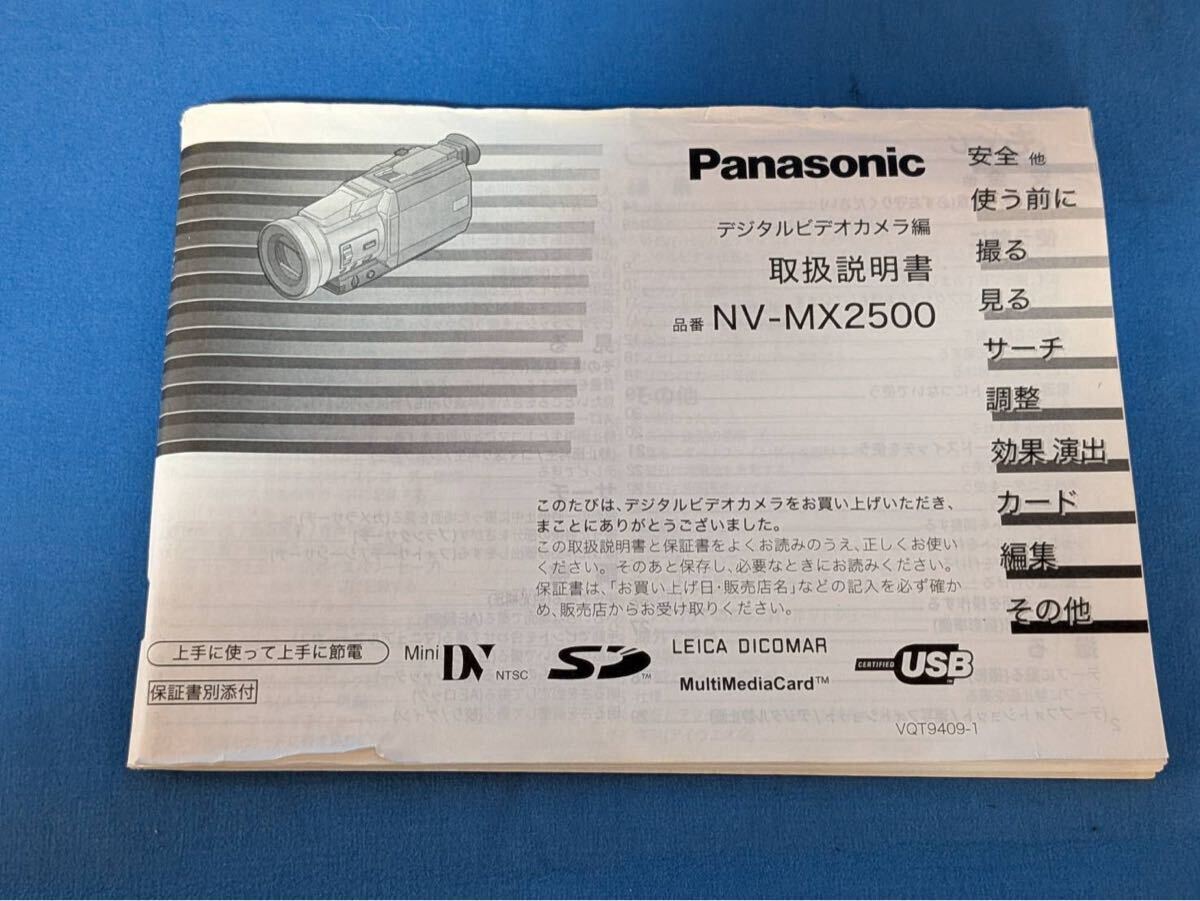 Panasonic
デジタルビデオカメラ編
取扱説明書
品番 NV-MX2500
安全 他
使う前に
撮る
見る
サーチ
調整
効果 演出
カード
編集
その他
このたびは、デジタルビデオカメラをお買い上げいただき、
まことにありがとうございました。
この取扱説明書と保証書をよくお読みのうえ、正しくお使い
ください。そのあと保存し、必要なときにお読みください。
保証書は、「お買い上げ日・販売店名」などの記入を必ず確か
め、販売店からお受け取りください。
上手に使って上手に節電
保証書別添付
Mini DV NTSC
SD™
LEICA DICOMAR
MultiMediaCard™
CERTIFIED USB
VQT9409-1